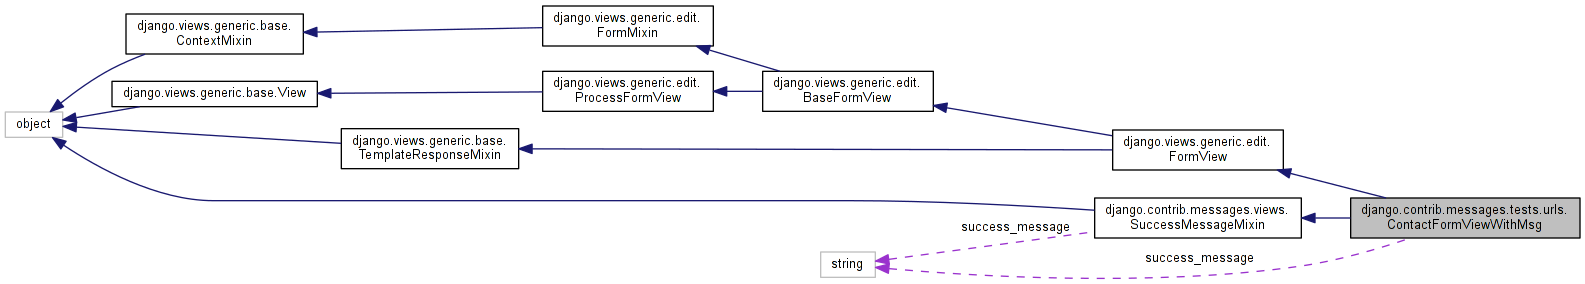 django.views.generic.base.
ContextMixin
django.views.generic.edit.
FormMixin
django.views.generic.base.View
django.views.generic.edit.
ProcessFormView
django.views.generic.edit.
BaseFormView
object
django.views.generic.base.
TemplateResponseMixin
django.views.generic.edit.
FormView
django.contrib.messages.views.
SuccessMessageMixin
django.contrib.messages.tests.urls.
ContactFormViewWithMsg
success_message
string
success_message